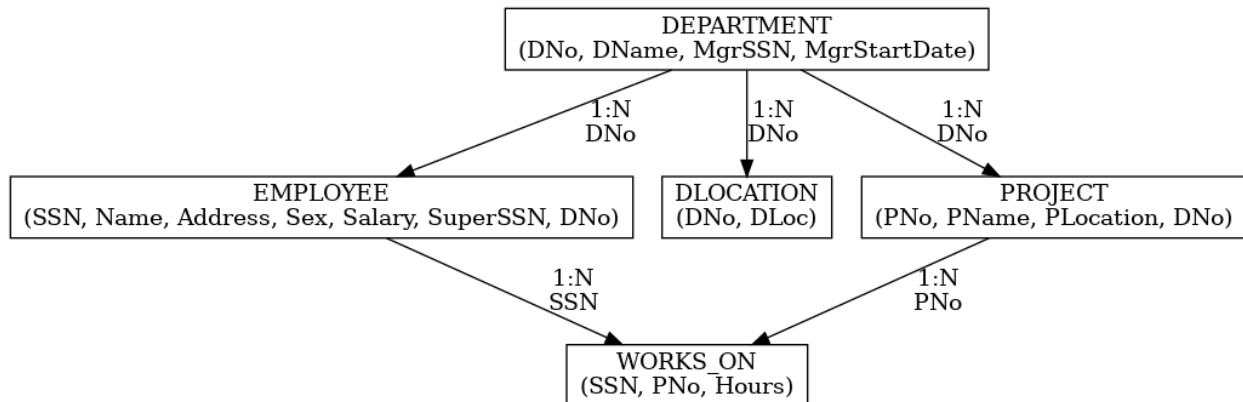 DEPARTMENT
(DNo, DName, MgrSSN, MgrStartDate)
1:N
DNo
1:N
DNo
1:N
DNo
EMPLOYEE
(SSN, Name, Address, Sex, Salary, SuperSSN, DNo)
DLOCATION
(DNo, DLoc)
PROJECT
(PNo, PName, PLocation, DNo)
1:N
SSN
1:N
PNo
WORKS_ON
(SSN, PNo, Hours)